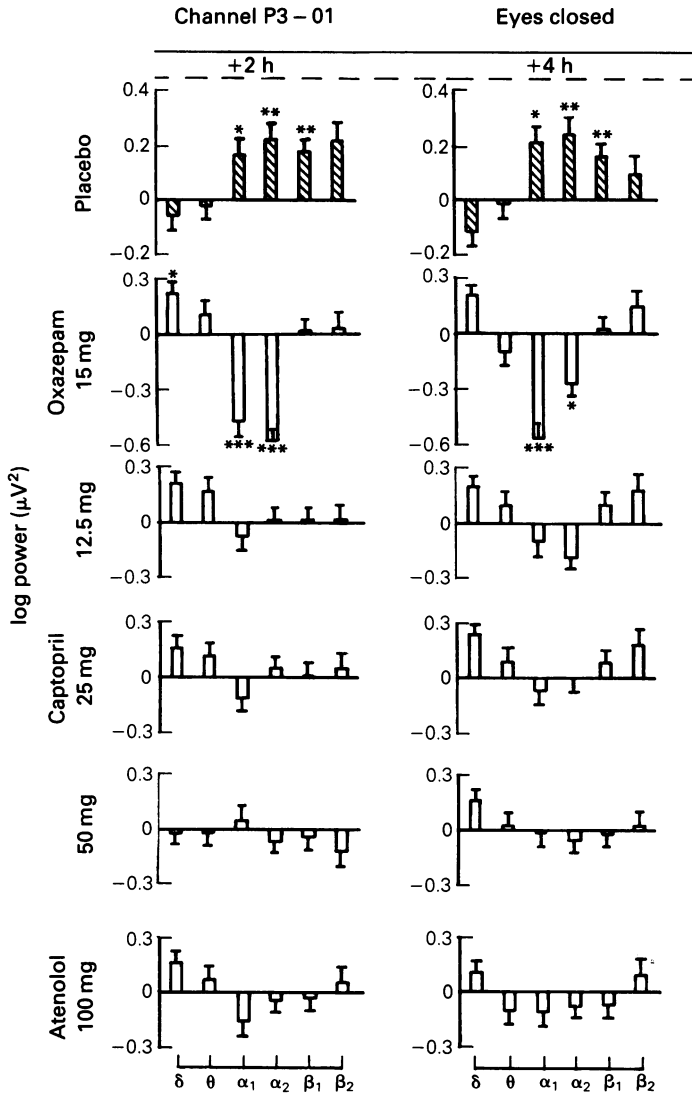 Channel P3 – 01 Eyes closed
+2 h +4 h
Placebo
0.4
0.2
0
−0.2
* ** **
0.4
0.2
0
−0.2
* ** **
Oxazepam
15 mg
0.3
0
−0.3
−0.6
*
*** ***
0.3
0
−0.3
−0.6
***
*
log power (μV²)
12.5 mg
0.3
0
−0.3
0.3
0
−0.3
Captopril
25 mg
0.3
0
−0.3
0.3
0
−0.3
50 mg
0.3
0
−0.3
0.3
0
−0.3
Atenolol
100 mg
0.3
0
−0.3
0.3
0
−0.3
δ θ α₁ α₂ β₁ β₂
δ θ α₁ α₂ β₁ β₂